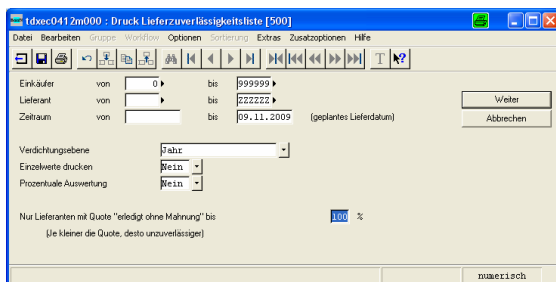 tdxec0412m000 : Druck Lieferzuverlässigkeitsliste [500]
Datei Bearbeiten Gruppe Workflow Optionen Sortierung Extras Zusatzoptionen Hilfe
Einkäufer von 0 bis 999999
Lieferant von bis ZZZZZZ
Weiter
Zeitraum von bis 09.11.2009 (geplantes Lieferdatum)
Abbrechen
Verdichtungsebene Jahr
Einzelwerte drucken Nein
Prozentuale Auswertung Nein
Nur Lieferanten mit Quote "erledigt ohne Mahnung" bis 100 %
(Je kleiner die Quote, desto unzuverlässiger)
numerisch